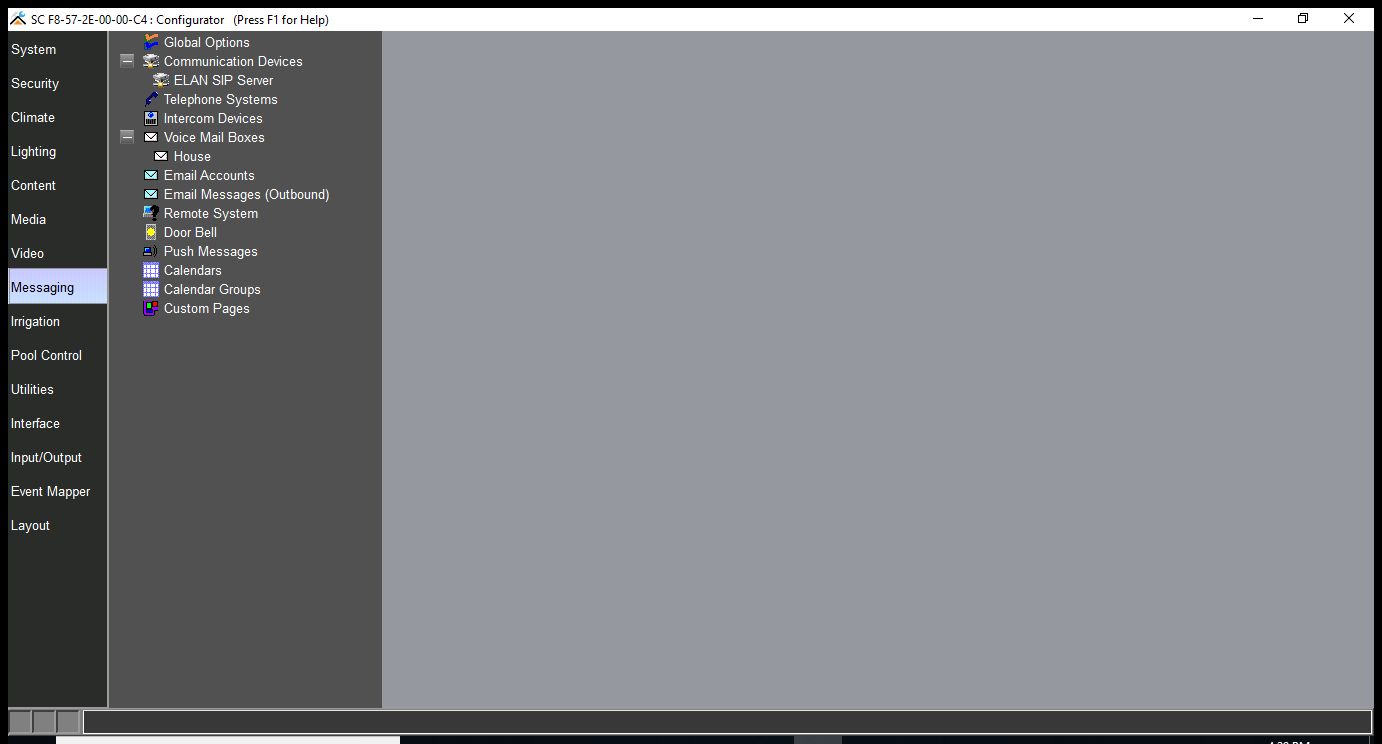 SC F8-57-2E-00-00-C4 : Configurator (Press F1 for Help)
System
Security
Climate
Lighting
Content
Media
Video
Messaging
Irrigation
Pool Control
Utilities
Interface
Input/Output
Event Mapper
Layout
Global Options
Communication Devices
ELAN SIP Server
Telephone Systems
Intercom Devices
Voice Mail Boxes
House
Email Accounts
Email Messages (Outbound)
Remote System
Door Bell
Push Messages
Calendars
Calendar Groups
Custom Pages